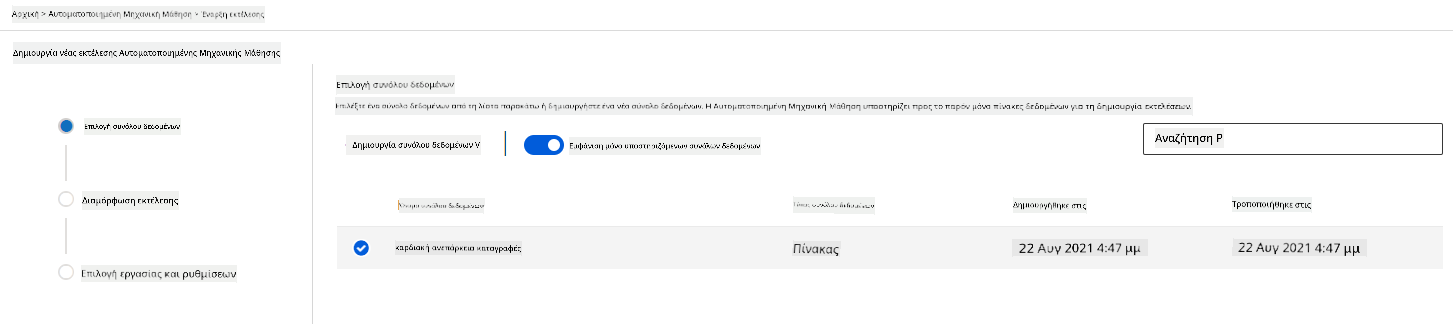 Αρχική > Αυτοματοποιημένη Μηχανική Μάθηση > Έναρξη εκτέλεσης
Δημιουργία νέας εκτέλεσης Αυτοματοποιημένης Μηχανικής Μάθησης
Επιλογή συνόλου δεδομένων
Διαμόρφωση εκτέλεσης
Επιλογή εργασίας και ρυθμίσεων
Επιλογή συνόλου δεδομένων
Επιλέξτε ένα σύνολο δεδομένων από τη λίστα παρακάτω ή δημιουργήστε ένα νέο σύνολο δεδομένων. Η Αυτοματοποιημένη Μηχανική Μάθηση υποστηρίζει προς το παρόν μόνο πίνακες δεδομένων για τη δημιουργία εκτελέσεων.
Δημιουργία συνόλου δεδομένων V
Εμφάνιση μόνο υποστηριζόμενων συνόλων δεδομένων
Αναζήτηση Ρ
Όνομα συνόλου δεδομένων
Τύπος συνόλου δεδομένων
Δημιουργήθηκε στις
Τροποποιήθηκε στις
καρδιακή ανεπάρκεια καταγραφές
Πίνακας
22 Αυγ 2021 4:47 μμ
22 Αυγ 2021 4:47 μμ